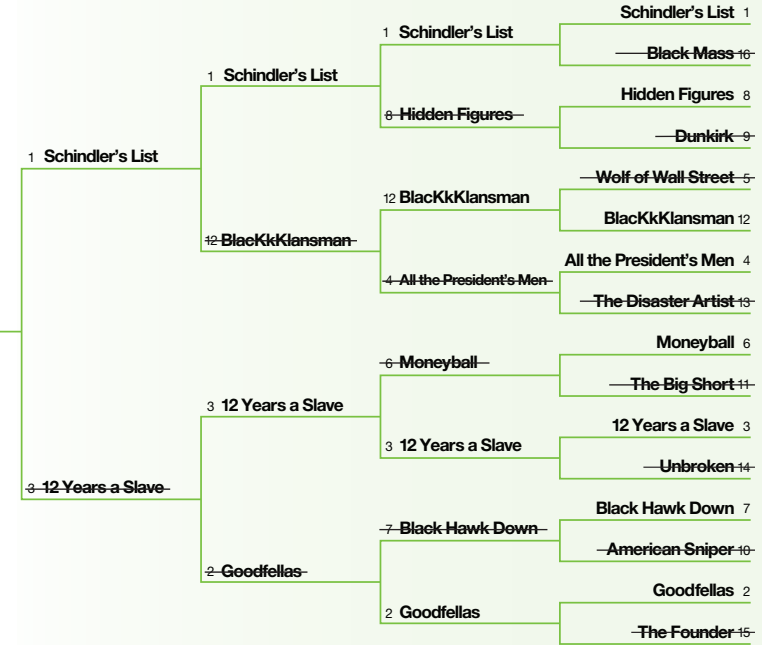 Schindler's List 1
1 Schindler's List
Black Mass 16
1 Schindler's List
Hidden Figures 8
8 Hidden Figures
Dunkirk 9
1 Schindler's List
Wolf of Wall Street 5
12 BlacKkKlansman
BlacKkKlansman 12
12 BlacKkKlansman
All the President's Men 4
4 All the President's Men
The Disaster Artist 13
Moneyball 6
6 Moneyball
The Big Short 11
3 12 Years a Slave
12 Years a Slave 3
3 12 Years a Slave
Unbroken 14
3 12 Years a Slave
Black Hawk Down 7
7 Black Hawk Down
American Sniper 10
2 Goodfellas
Goodfellas 2
2 Goodfellas
The Founder 15